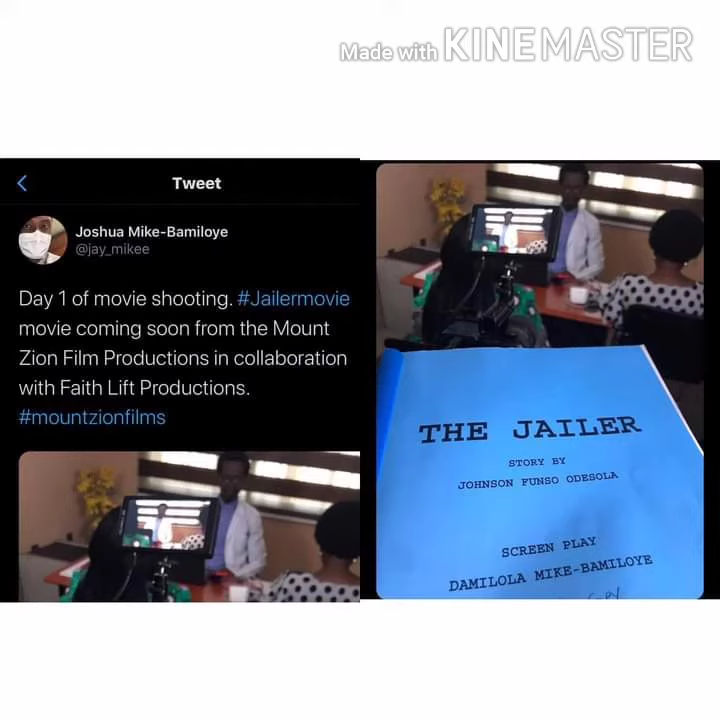 Made with KINEMASTER
Tweet
Joshua Mike-Bamiloye
@jay_mikee
Day 1 of movie shooting. #Jailermovie
movie coming soon from the Mount
Zion Film Productions in collaboration
with Faith Lift Productions.
#mountzionfilms
THE JAILER
STORY BY
JOHNSON FUNSO ODESOLA
SCREEN PLAY
DAMILOLA MIKE-BAMILOYE